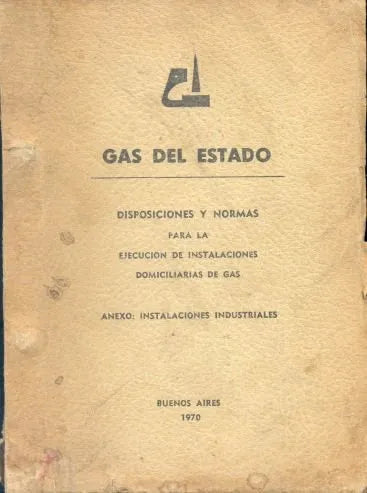 GAS DEL ESTADO
DISPOSICIONES Y NORMAS
PARA LA
EJECUCION DE INSTALACIONES
DOMICILIARIAS DE GAS
ANEXO: INSTALACIONES INDUSTRIALES
BUENOS AIRES
1970